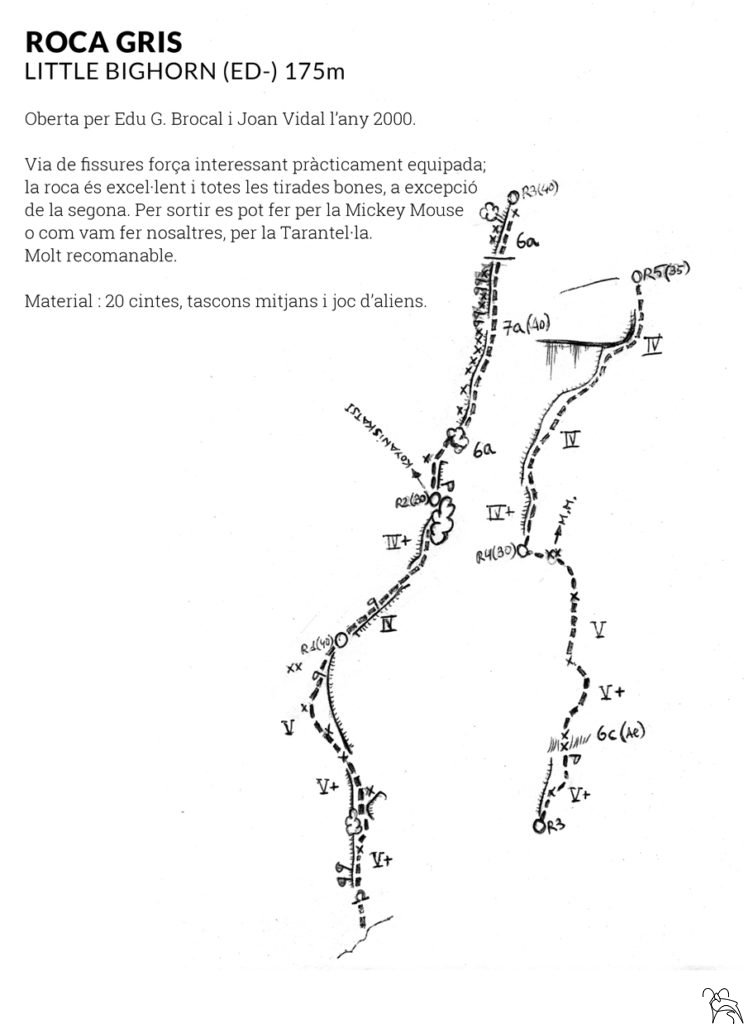 ROCA GRIS
LITTLE BIGHORN (ED-) 175m
Oberta per Edu G. Brocal i Joan Vidal l'any 2000.
Via de fissures força interessant pràcticament equipada;
la roca és excel·lent i totes les tirades bones, a excepció
de la segona. Per sortir es pot fer per la Mickey Mouse
o com vam fer nosaltres, per la Tarantel·la.
Molt recomanable.
Material : 20 cintes, tascons mitjans i joc d'aliens.
R3(40)
6a
7a(A0)
6a
KOYANISKATSI
R2(30)
IV+
IV
R1(40)
V
V+
V+
R5(35)
IV
IV
IV+
M.M.
R4(30)
V
V+
6c(Ae)
V+
R3